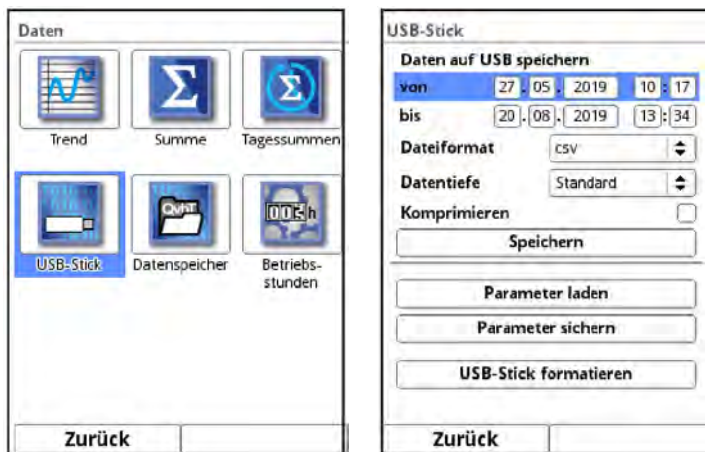 Daten
Trend
Summe
Tagessummen
QvhT
USB-Stick
Datenspeicher
Betriebs-
stunden
Zurück
USB-Stick
Daten auf USB speichern
von 27. 05. 2019 10:17
bis 20. 08. 2019 13:34
Dateiformat csv
Datentiefe Standard
Komprimieren
Speichern
Parameter laden
Parameter sichern
USB-Stick formatieren
Zurück